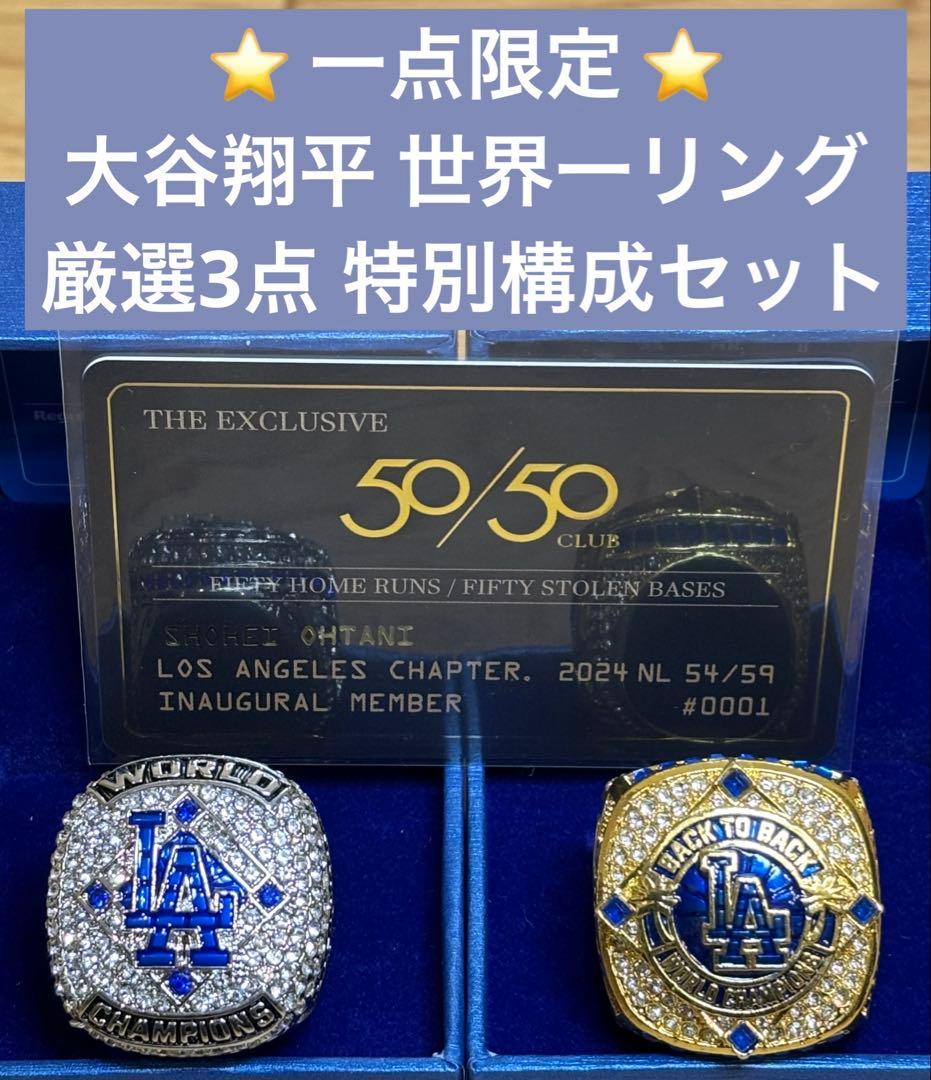 ⭐ 一点限定 ⭐
大谷翔平 世界一リング
厳選3点 特別構成セット
THE EXCLUSIVE
50/50
CLUB
FIFTY HOME RUNS / FIFTY STOLEN BASES
SHOHEI OHTANI
LOS ANGELES CHAPTER. 2024 NL 54/59
INAUGURAL MEMBER #0001
WORLD
LA
CHAMPIONS
BACK TO BACK
LA
WORLD CHAMPIONS